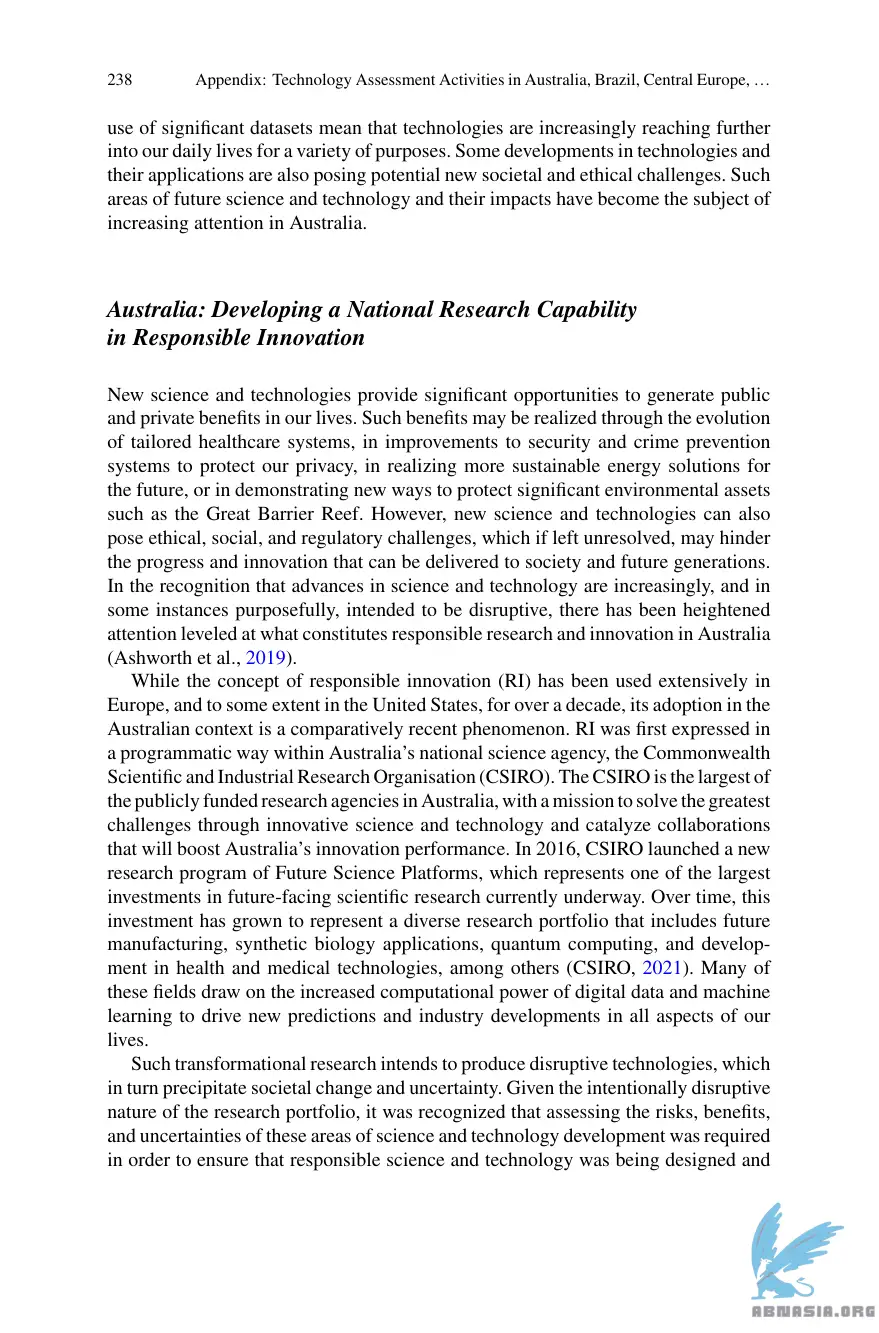 238 Appendix: Technology Assessment Activities in Australia, Brazil, Central Europe, …
use of significant datasets mean that technologies are increasingly reaching further
into our daily lives for a variety of purposes. Some developments in technologies and
their applications are also posing potential new societal and ethical challenges. Such
areas of future science and technology and their impacts have become the subject of
increasing attention in Australia.
Australia: Developing a National Research Capability
in Responsible Innovation
New science and technologies provide significant opportunities to generate public
and private benefits in our lives. Such benefits may be realized through the evolution
of tailored healthcare systems, in improvements to security and crime prevention
systems to protect our privacy, in realizing more sustainable energy solutions for
the future, or in demonstrating new ways to protect significant environmental assets
such as the Great Barrier Reef. However, new science and technologies can also
pose ethical, social, and regulatory challenges, which if left unresolved, may hinder
the progress and innovation that can be delivered to society and future generations.
In the recognition that advances in science and technology are increasingly, and in
some instances purposefully, intended to be disruptive, there has been heightened
attention leveled at what constitutes responsible research and innovation in Australia
(Ashworth et al., 2019).
While the concept of responsible innovation (RI) has been used extensively in
Europe, and to some extent in the United States, for over a decade, its adoption in the
Australian context is a comparatively recent phenomenon. RI was first expressed in
a programmatic way within Australia's national science agency, the Commonwealth
Scientific and Industrial Research Organisation (CSIRO). The CSIRO is the largest of
the publicly funded research agencies in Australia, with a mission to solve the greatest
challenges through innovative science and technology and catalyze collaborations
that will boost Australia's innovation performance. In 2016, CSIRO launched a new
research program of Future Science Platforms, which represents one of the largest
investments in future-facing scientific research currently underway. Over time, this
investment has grown to represent a diverse research portfolio that includes future
manufacturing, synthetic biology applications, quantum computing, and develop-
ment in health and medical technologies, among others (CSIRO, 2021). Many of
these fields draw on the increased computational power of digital data and machine
learning to drive new predictions and industry developments in all aspects of our
lives.
Such transformational research intends to produce disruptive technologies, which
in turn precipitate societal change and uncertainty. Given the intentionally disruptive
nature of the research portfolio, it was recognized that assessing the risks, benefits,
and uncertainties of these areas of science and technology development was required
in order to ensure that responsible science and technology was being designed and
ABNASIA.ORG